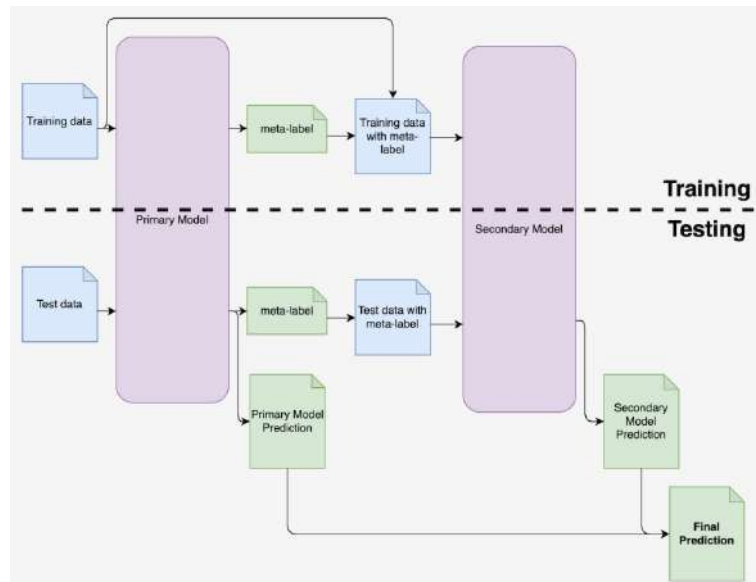 Training data
meta-label
Training data
with meta-
label
Training
Primary Model
Secondary Model
Testing
Test data
meta-label
Test data with
meta-label
Primary Model
Prediction
Secondary
Model
Prediction
Final
Prediction